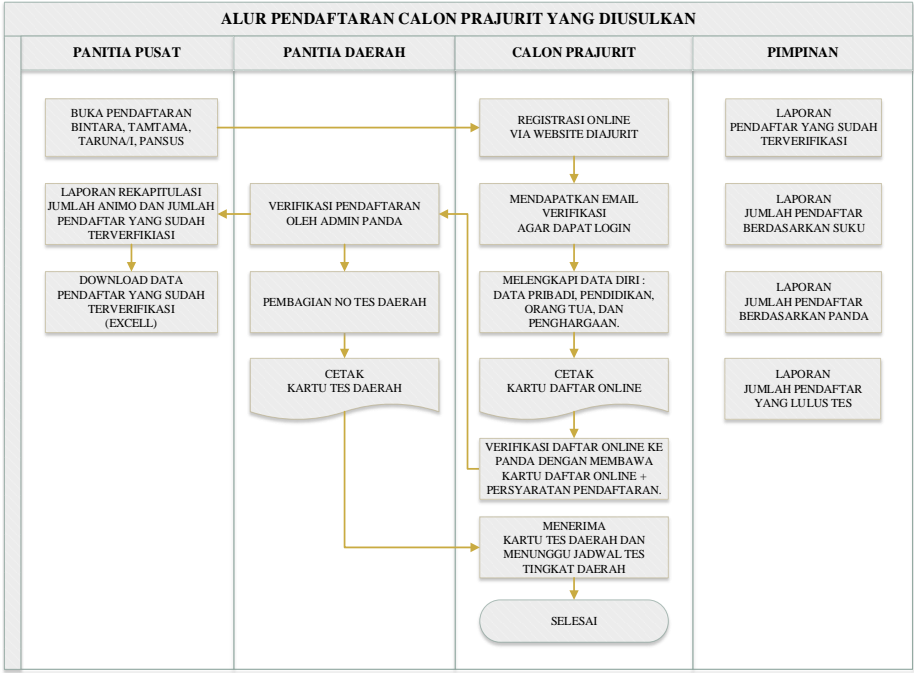 ALUR PENDAFTARAN CALON PRAJURIT YANG DIUSULKAN
PANITIA PUSAT
PANITIA DAERAH
CALON PRAJURIT
PIMPINAN
BUKA PENDAFTARAN
BINTARA, TAMTAMA,
TARUNA/I, PANSUS
REGISTRASI ONLINE
VIA WEBSITE DIAJURIT
LAPORAN
PENDAFTAR YANG SUDAH
TERVERIFIKASI
LAPORAN REKAPITULASI
JUMLAH ANIMO DAN JUMLAH
PENDAFTAR YANG SUDAH
TERVERFIKIASI
VERIFIKASI PENDAFTARAN
OLEH ADMIN PANDA
MENDAPATKAN EMAIL
VERIFIKASI
AGAR DAPAT LOGIN
LAPORAN
JUMLAH PENDAFTAR
BERDASARKAN SUKU
DOWNLOAD DATA
PENDAFTAR YANG SUDAH
TERVERIFIKASI
(EXCELL)
PEMBAGIAN NO TES DAERAH
MELENGKAPI DATA DIRI :
DATA PRIBADI, PENDIDIKAN,
ORANG TUA, DAN
PENGHARGAAN.
LAPORAN
JUMLAH PENDAFTAR
BERDASARKAN PANDA
CETAK
KARTU TES DAERAH
CETAK
KARTU DAFTAR ONLINE
LAPORAN
JUMLAH PENDAFTAR
YANG LULUS TES
VERIFIKASI DAFTAR ONLINE KE
PANDA DENGAN MEMBAWA
KARTU DAFTAR ONLINE +
PERSYARATAN PENDAFTARAN.
MENERIMA
KARTU TES DAERAH DAN
MENUNGGU JADWAL TES
TINGKAT DAERAH
SELESAI